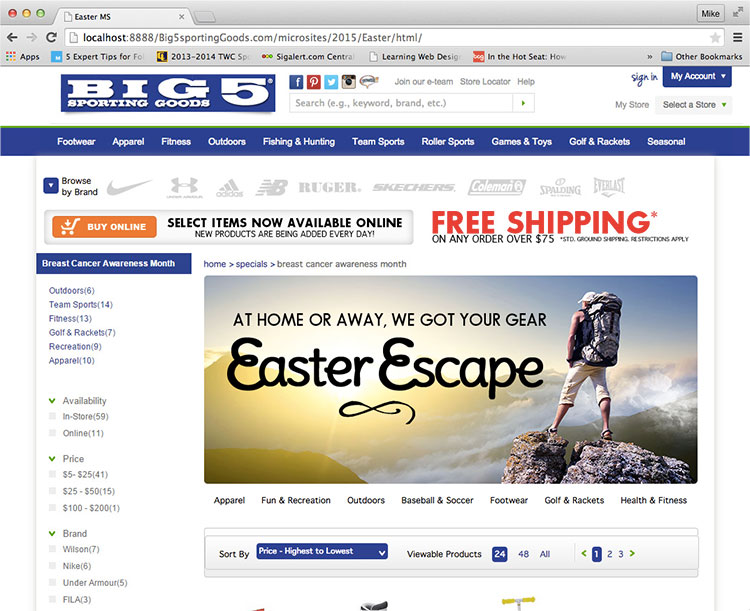 Easter MS
Mike
localhost:8888/Big5sportingGoods.com/microsites/2015/Easter/html/
Apps 5 Expert Tips for Fol 2013-2014 TWC Spo Sigalert.com Central Learning Web Design In the Hot Seat: How » Other Bookmarks
BIG 5
SPORTING GOODS
Join our e-team Store Locator Help
sign in My Account
Search (e.g., keyword, brand, etc.)
My Store Select a Store
Footwear Apparel Fitness Outdoors Fishing & Hunting Team Sports Roller Sports Games & Toys Golf & Rackets Seasonal
Browse
by Brand
UNDER ARMOUR adidas RUGER SKECHERS Coleman SPALDING EVERLAST
BUY ONLINE
SELECT ITEMS NOW AVAILABLE ONLINE
NEW PRODUCTS ARE BEING ADDED EVERY DAY!
FREE SHIPPING*
ON ANY ORDER OVER $75 *STD. GROUND SHIPPING. RESTRICTIONS APPLY
Breast Cancer Awareness Month
home > specials > breast cancer awareness month
Outdoors(6)
Team Sports(14)
Fitness(13)
Golf & Rackets(7)
Recreation(9)
Apparel(10)
AT HOME OR AWAY, WE GOT YOUR GEAR
Easter Escape
Availability
In-Store(59)
Online(11)
Price
$5- $25(41)
$25 - $50(15)
$100 - $200(1)
Brand
Wilson(7)
Nike(6)
Under Armour(5)
FILA(3)
Apparel Fun & Recreation Outdoors Baseball & Soccer Footwear Golf & Rackets Health & Fitness
Sort By Price - Highest to Lowest Viewable Products 24 48 All < 1 2 3 >